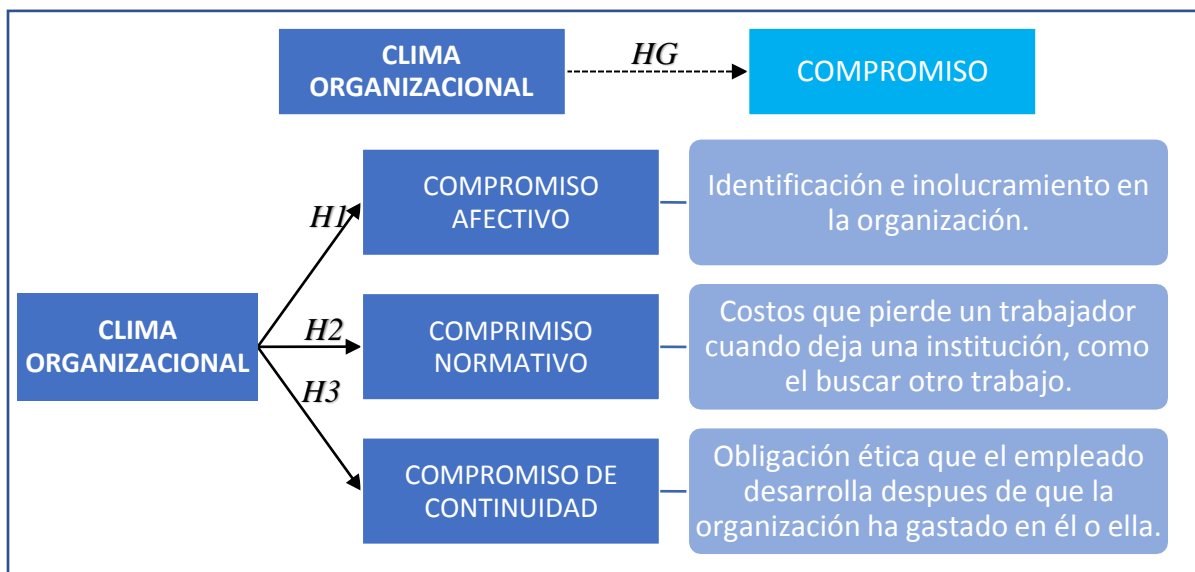 CLIMA
ORGANIZACIONAL
HG
COMPROMISO
COMPROMISO
AFECTIVO
Identificación e inolucramiento en
la organización.
H1
CLIMA
ORGANIZACIONAL
H2
COMPRIMISO
NORMATIVO
Costos que pierde un trabajador
cuando deja una institución, como
el buscar otro trabajo.
H3
COMPROMISO DE
CONTINUIDAD
Obligación ética que el empleado
desarrolla despues de que la
organización ha gastado en él o ella.